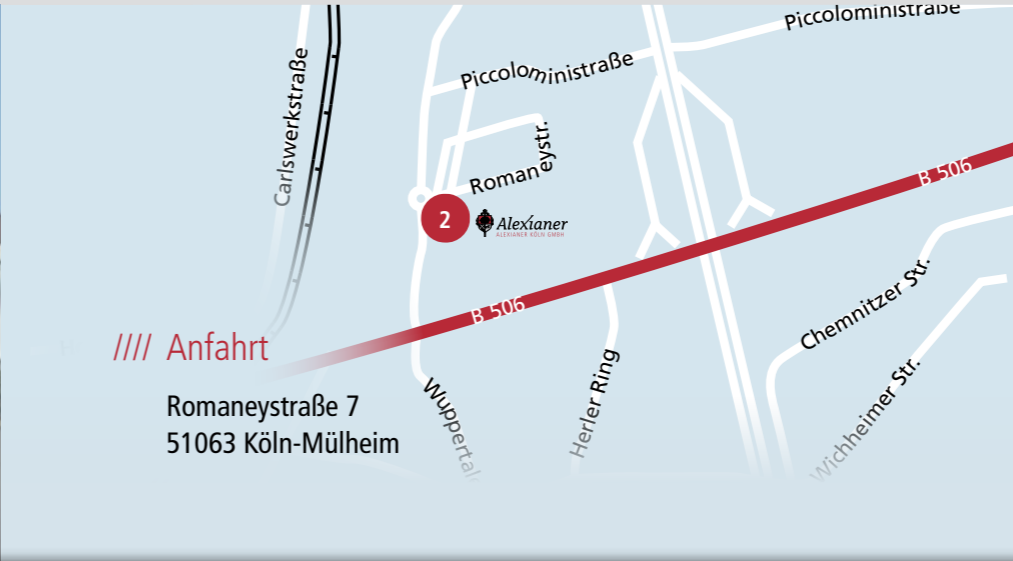 Piccoloministraße
Carlswerkstraße
Piccoloministraße
Romaneystr.
B 506
2
Alexianer
ALEXIANER KÖLN GMBH
B 506
Chemnitzer Str.
//// Anfahrt
Herler Ring
Wichheimer Str.
Romaneystraße 7
51063 Köln-Mülheim